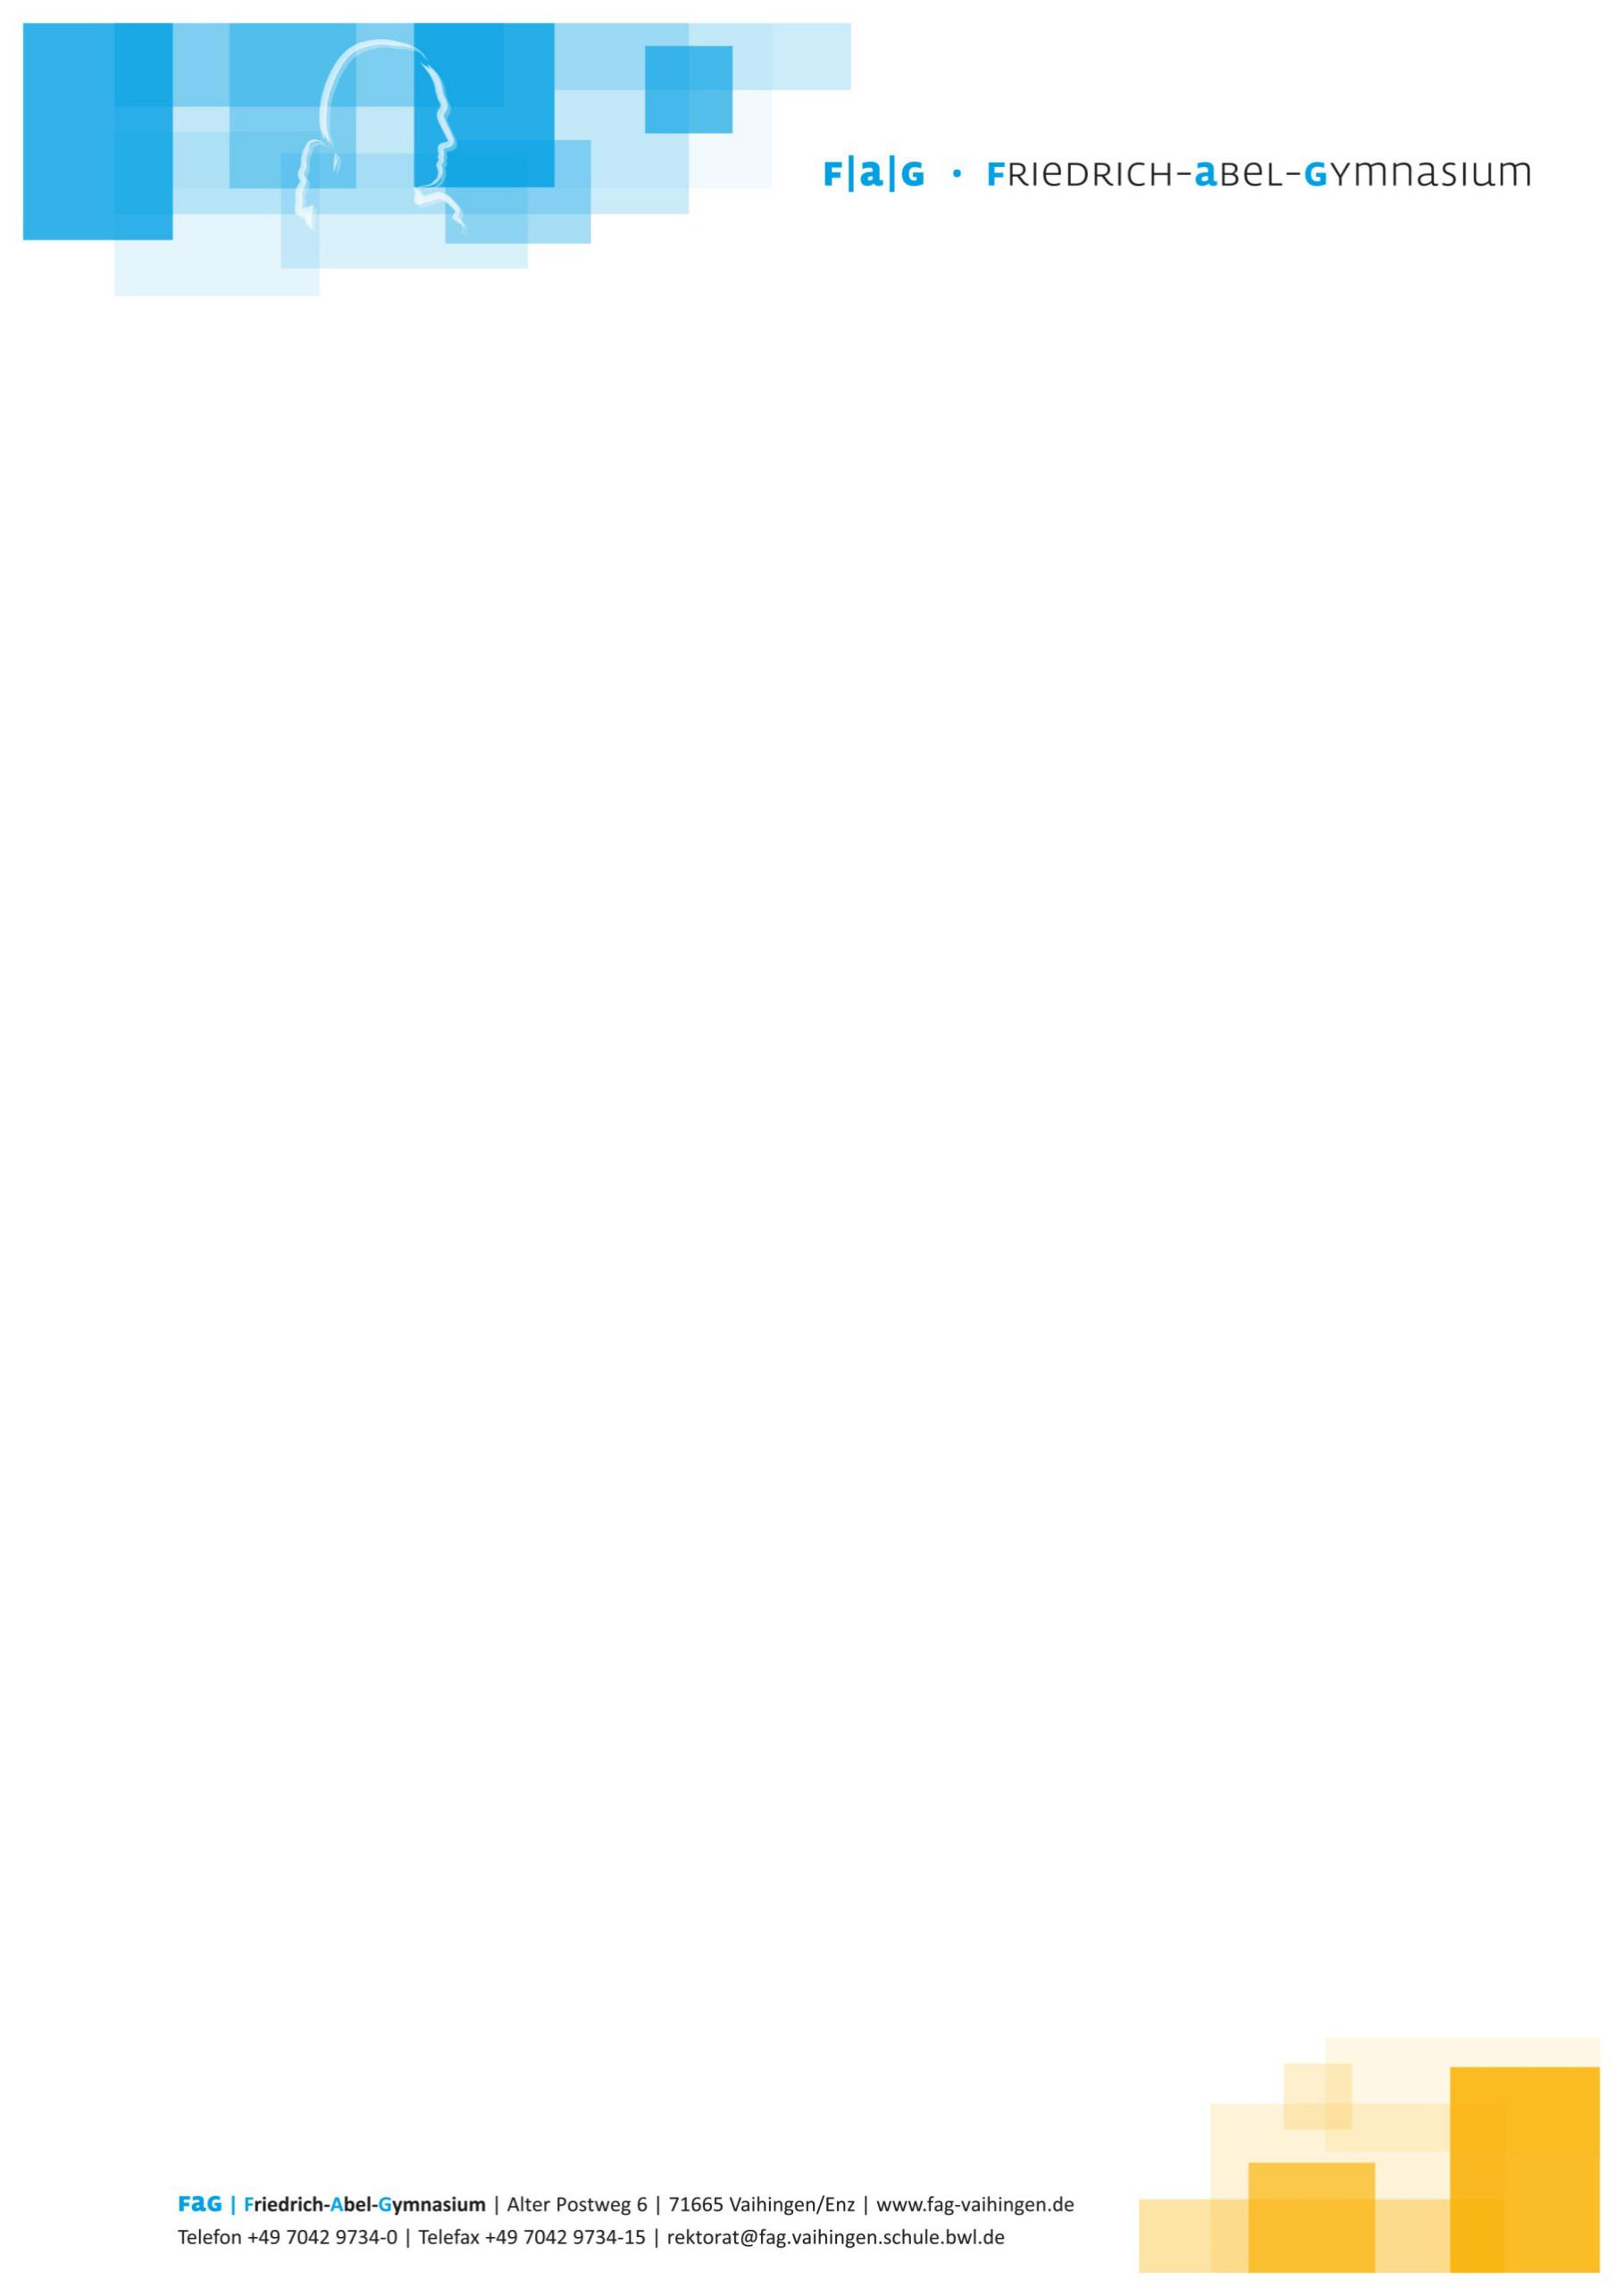 F|a|G · FRIeDRICH-aBeL-Gymnasium
FaG | Friedrich-Abel-Gymnasium | Alter Postweg 6 | 71665 Vaihingen/Enz | www.fag-vaihingen.de
Telefon +49 7042 9734-0 | Telefax +49 7042 9734-15 | rektorat@fag.vaihingen.schule.bwl.de